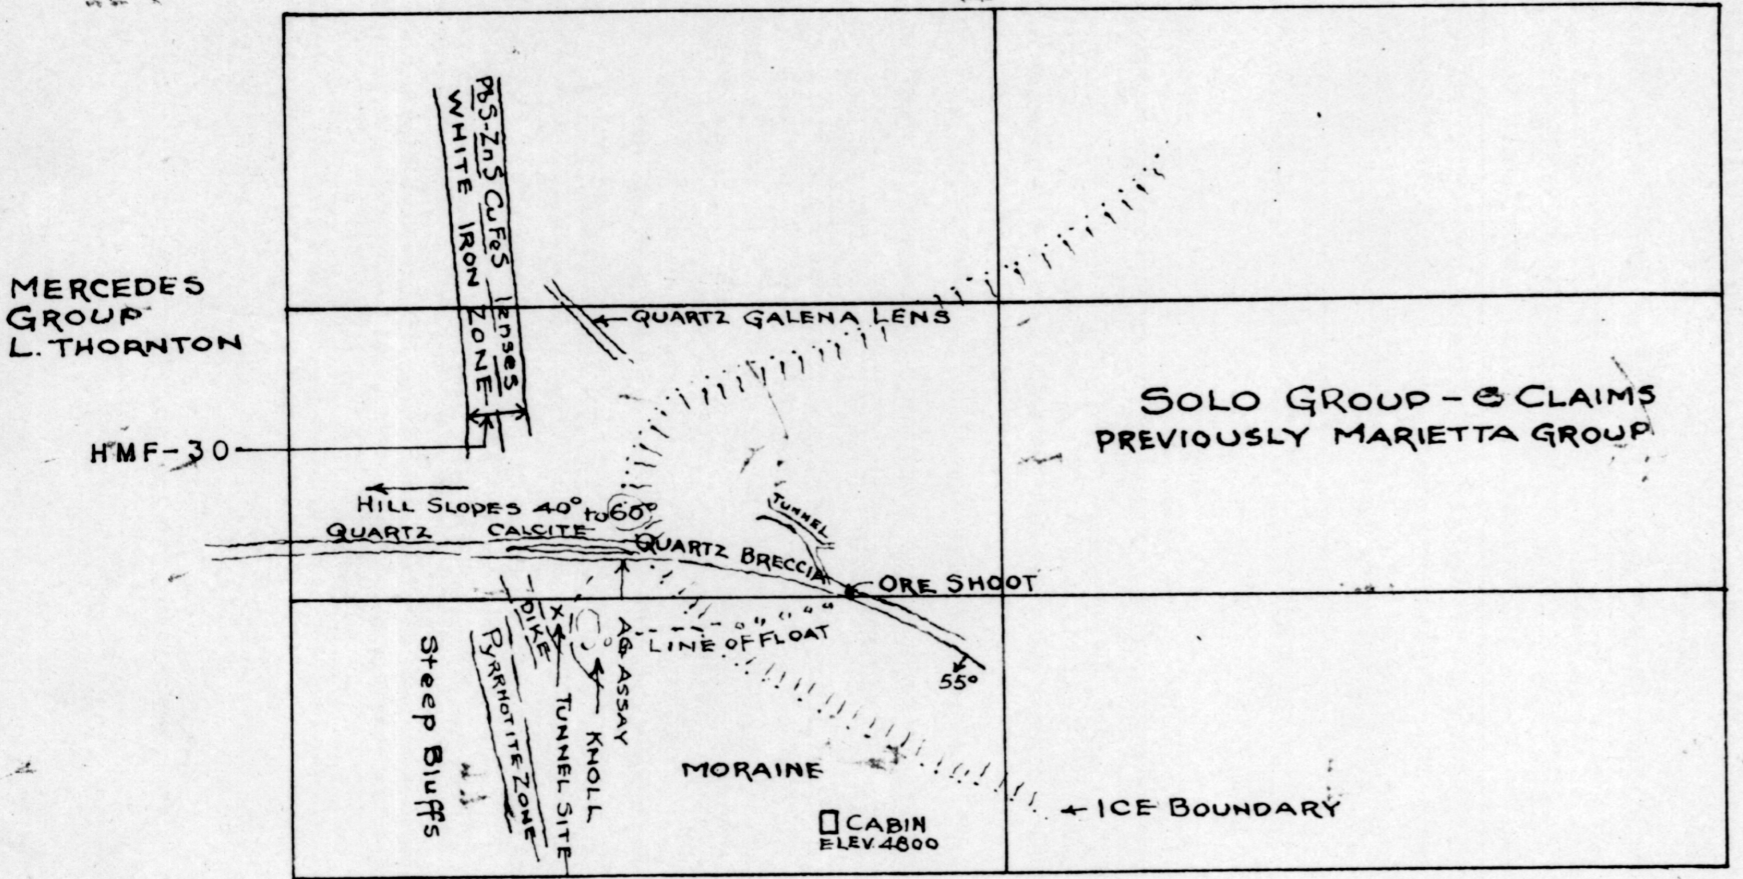 PbS-ZnS CuFeS lenses
WHITE IRON ZONE
MERCEDES
GROUP
L. THORNTON
QUARTZ GALENA LENS
SOLO GROUP - 6 CLAIMS
PREVIOUSLY MARIETTA GROUP
HMF-30
HILL SLOPES 40° to 60°
TUNNEL
QUARTZ CALCITE
QUARTZ BRECCIA
ORE SHOOT
DIKE
X
PYRRHOTITE ZONE
Steep Bluffs
TUNNEL SITE
KNOLL
AG ASSAY
LINE OF FLOAT
55°
MORAINE
ICE BOUNDARY
CABIN
ELEV. 4800